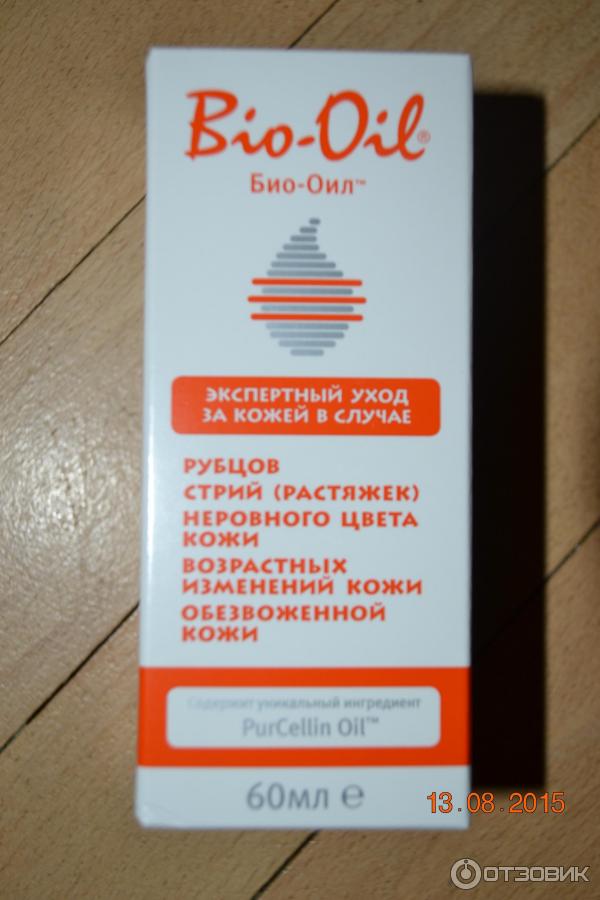 Bio-Oil®
Био-Оил™
ЭКСПЕРТНЫЙ УХОД
ЗА КОЖЕЙ В СЛУЧАЕ
РУБЦОВ
СТРИЙ (РАСТЯЖЕК)
НЕРОВНОГО ЦВЕТА
КОЖИ
ВОЗРАСТНЫХ
ИЗМЕНЕНИЙ КОЖИ
ОБЕЗВОЖЕННОЙ
КОЖИ
Содержит уникальный ингредиент
PurCellin Oil™
60мл ℮
13.08.2015
ОТЗОВИК